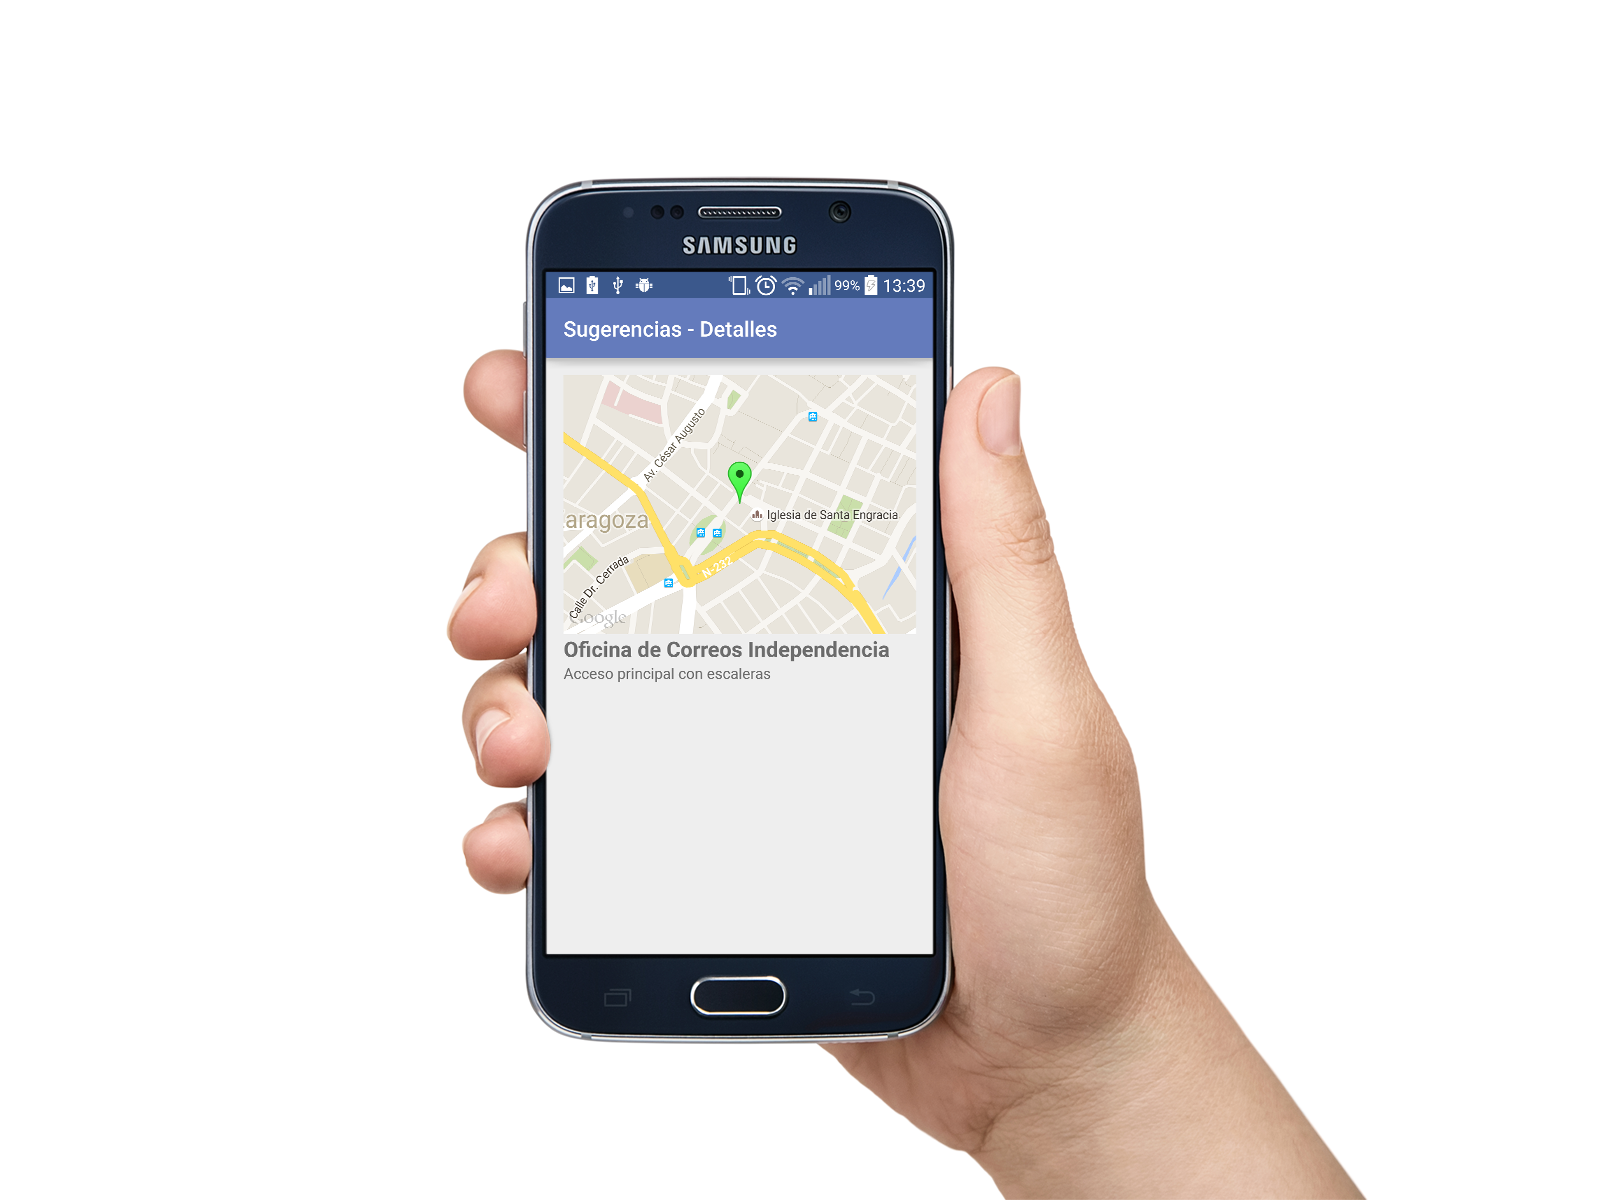 SAMSUNG
99%
13:39
Sugerencias - Detalles
Av. César Augusto
Iglesia de Santa Engracia
aragoza
N-232
Calle Dr. Cerrada
Google
Oficina de Correos Independencia
Acceso principal con escaleras